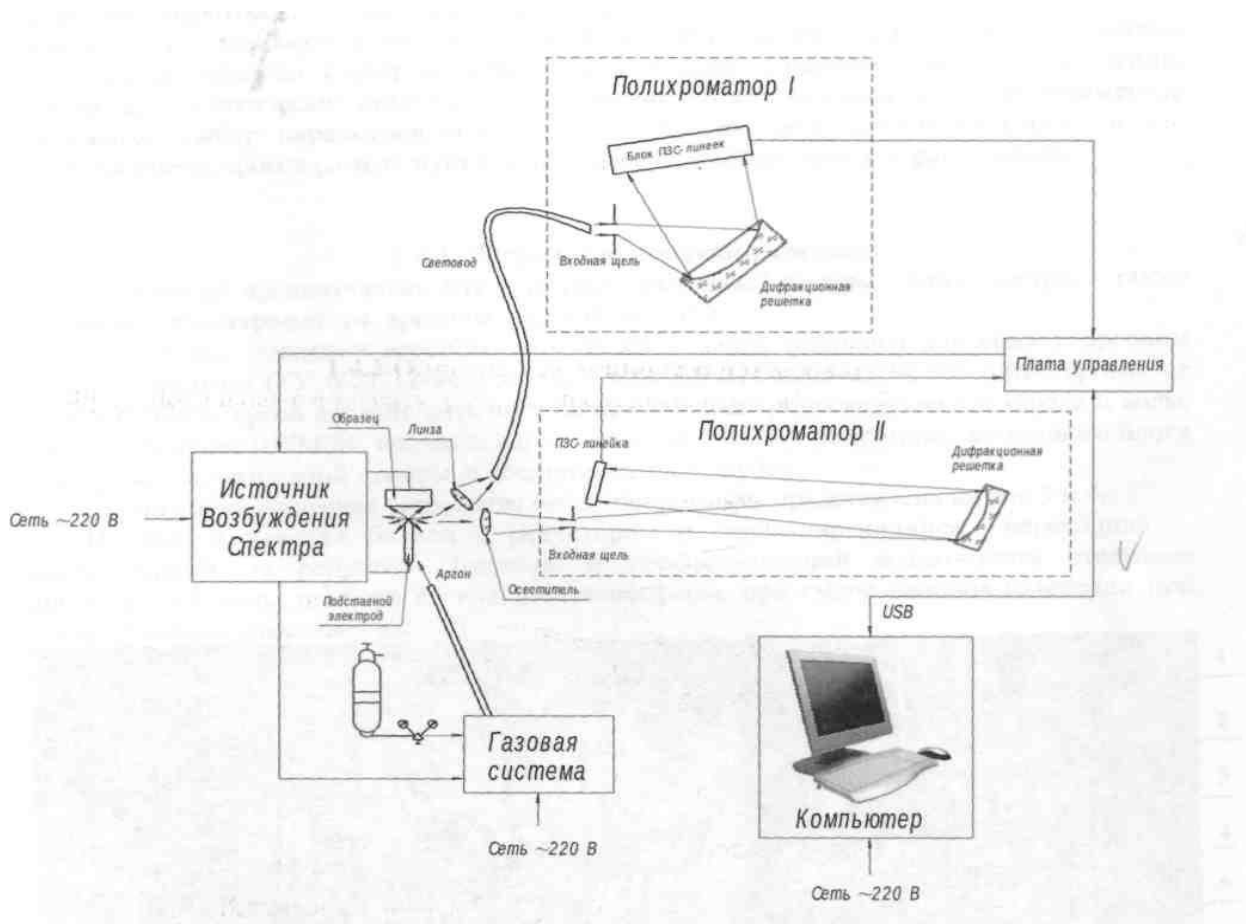 Полихроматор I
Блок ПЗС-линеек
Световод
Входная щель
Дифракционная
решетка
Плата управления
Образец
Линза
ПЗС-линейка
Полихроматор II
Дифракционная
решетка
Источник
Возбуждения
Спектра
Сеть ~220 В
Входная щель
Аргон
Осветитель
Подставной
электрод
USB
Газовая
система
Компьютер
Сеть ~220 В
Сеть ~220 В